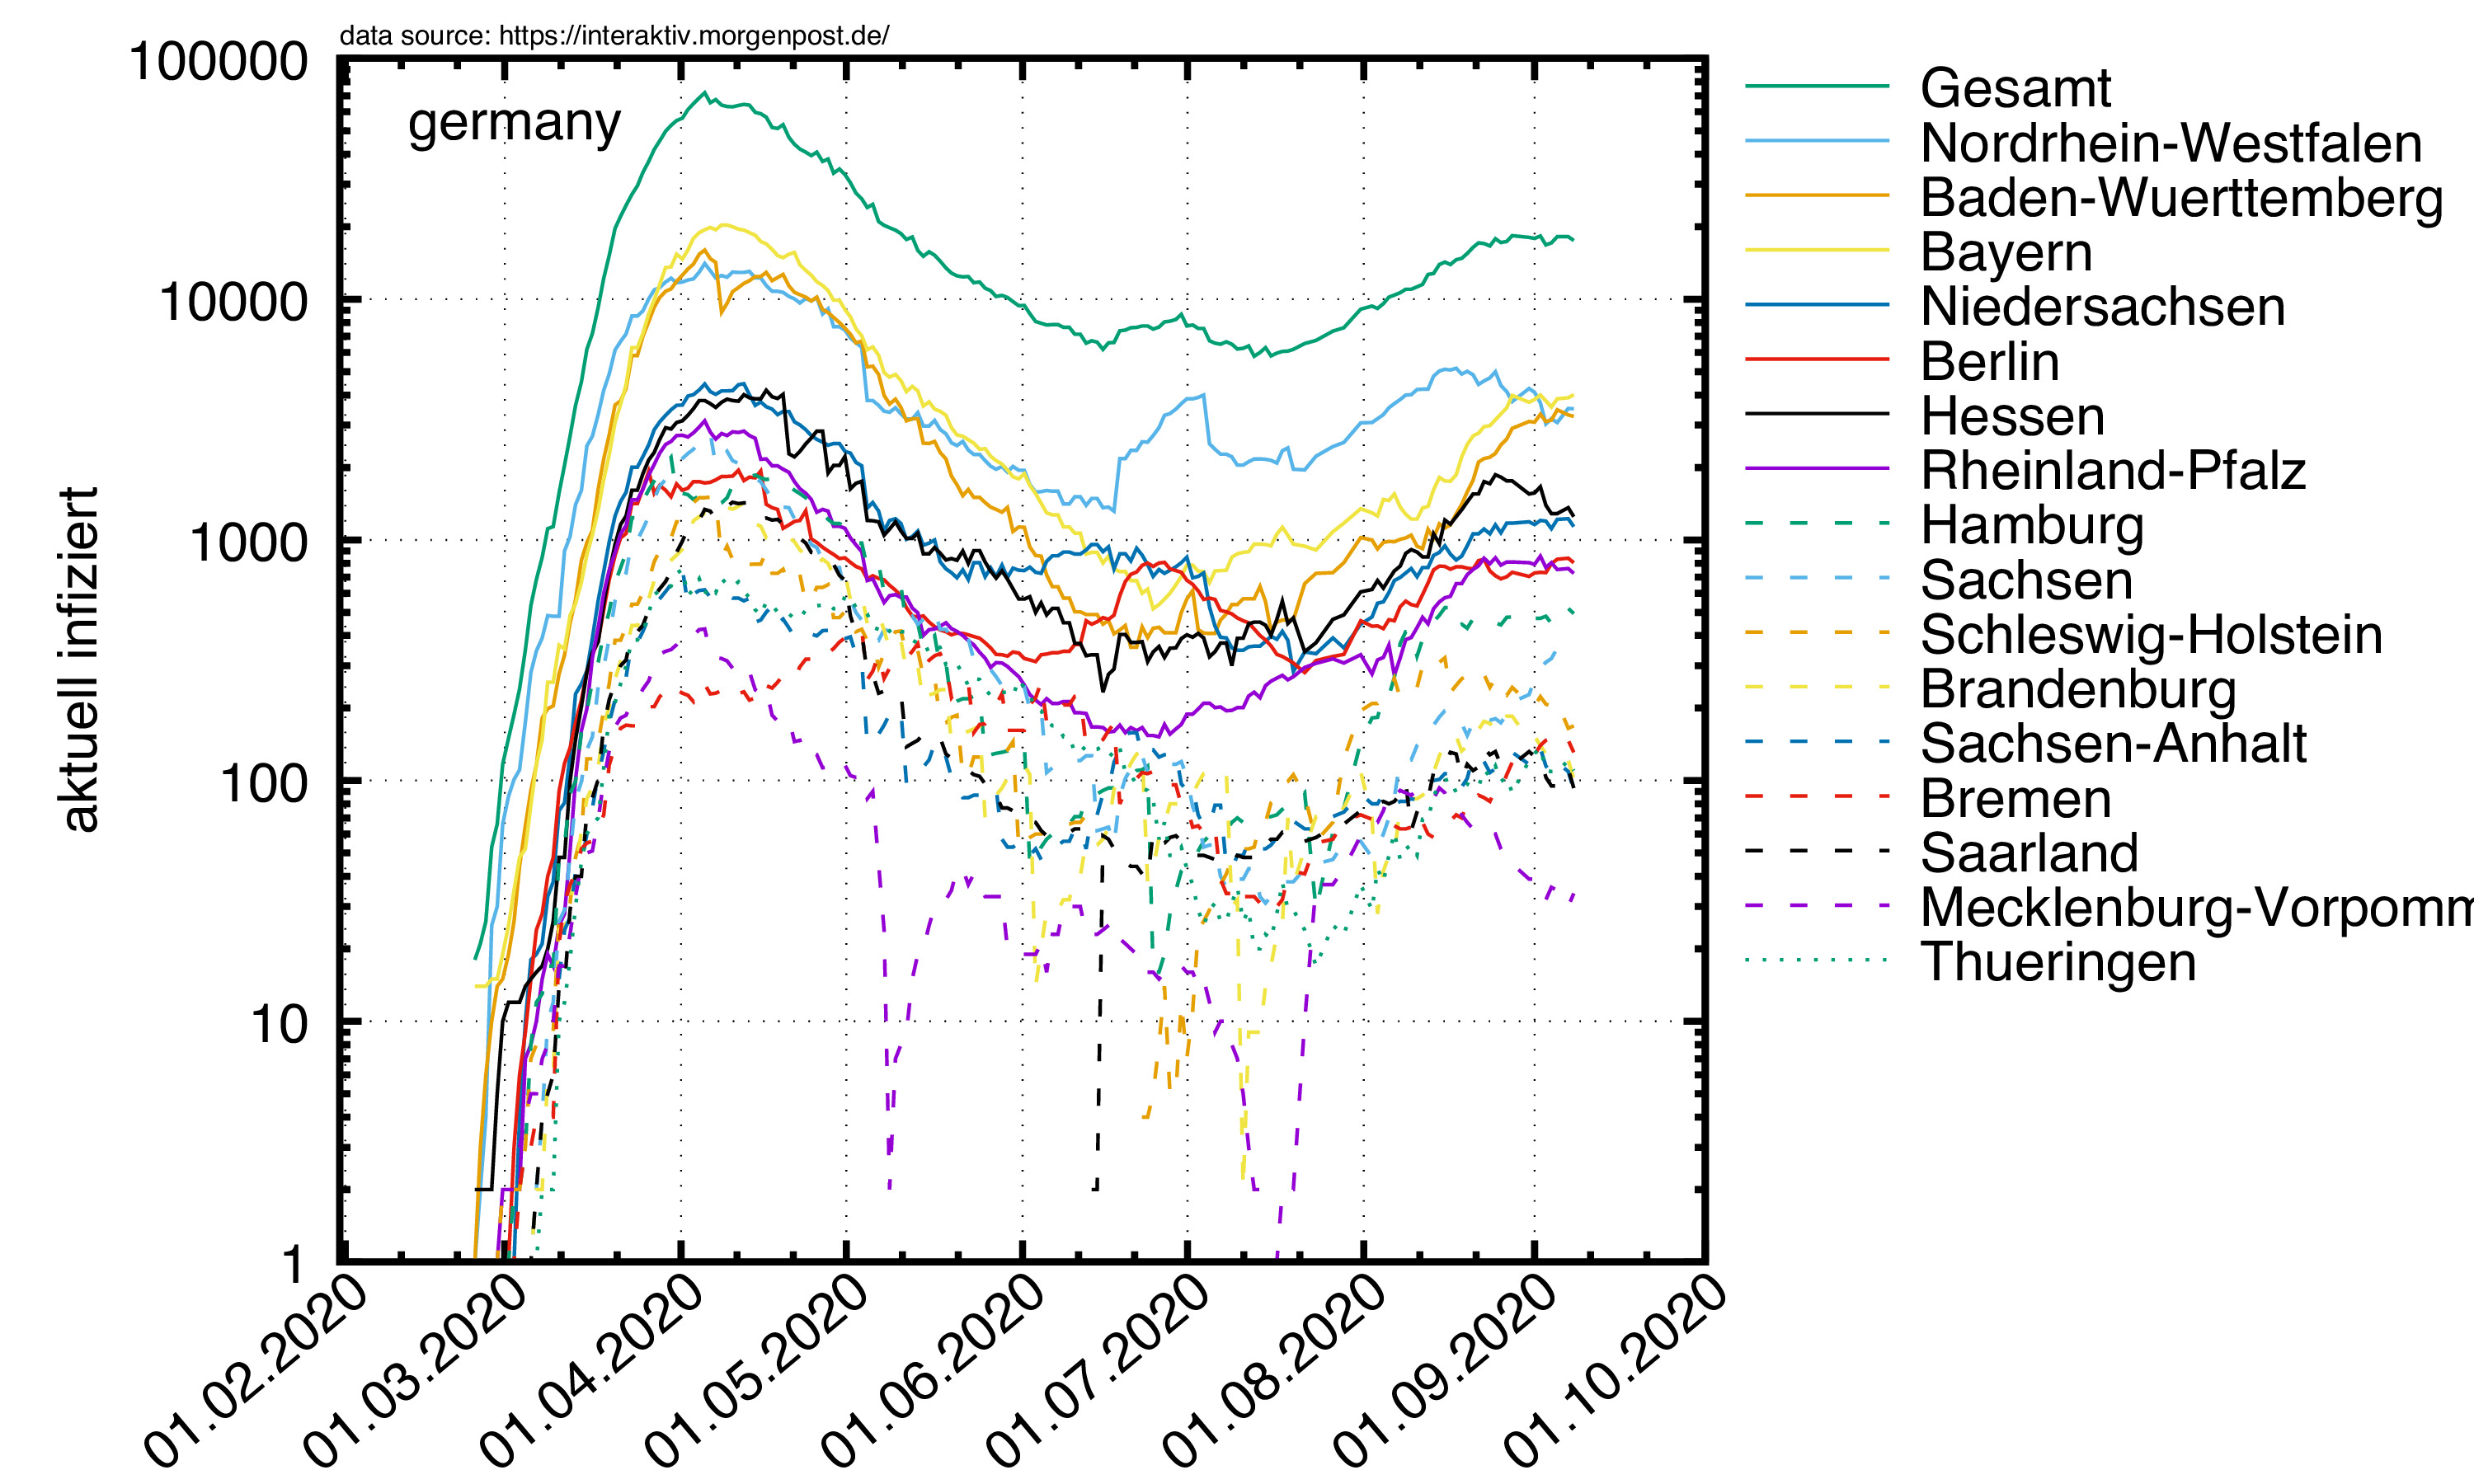 data source: https://interaktiv.morgenpost.de/
germany
aktuell infiziert
100000
10000
1000
100
10
1
01.02.2020
01.03.2020
01.04.2020
01.05.2020
01.06.2020
01.07.2020
01.08.2020
01.09.2020
01.10.2020
Gesamt
Nordrhein-Westfalen
Baden-Wuerttemberg
Bayern
Niedersachsen
Berlin
Hessen
Rheinland-Pfalz
Hamburg
Sachsen
Schleswig-Holstein
Brandenburg
Sachsen-Anhalt
Bremen
Saarland
Mecklenburg-Vorpomm
Thueringen